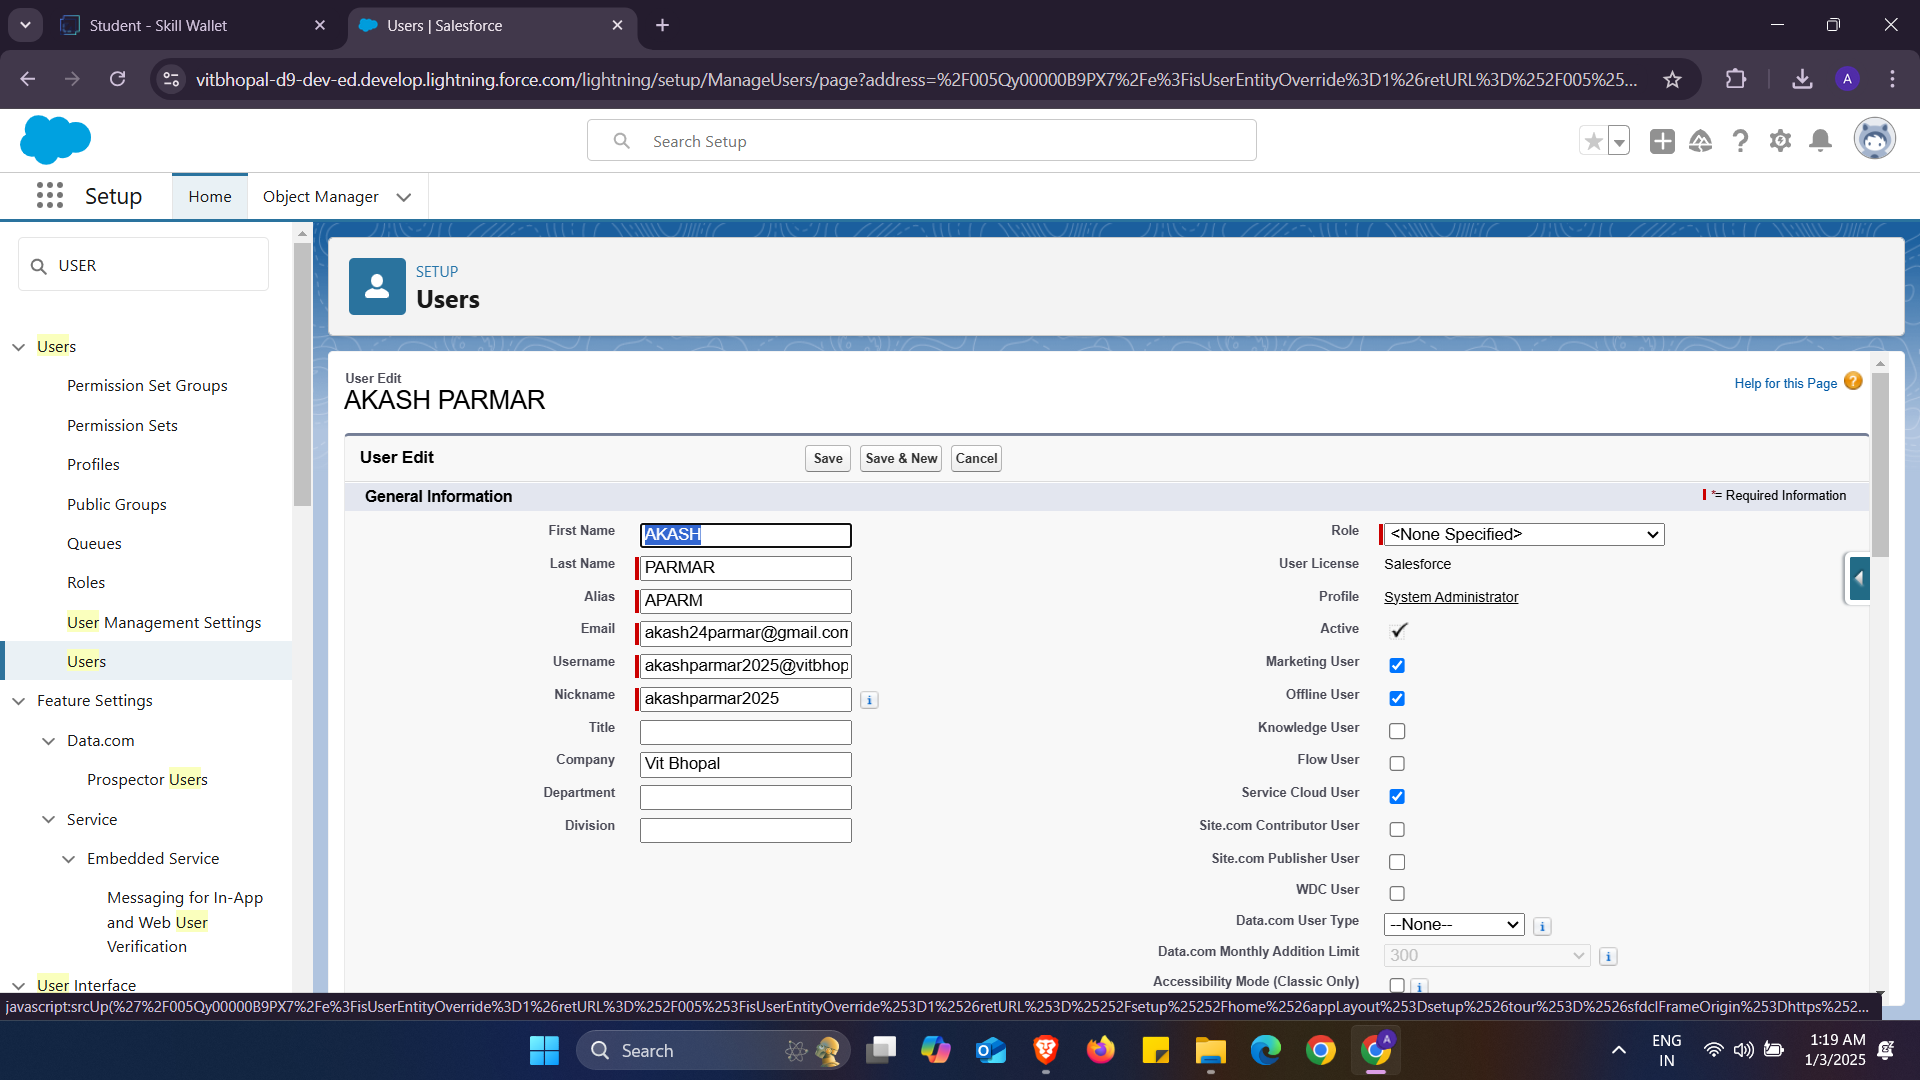 Student - Skill Wallet
Users | Salesforce
vitbhopal-d9-dev-ed.develop.lightning.force.com/lightning/setup/ManageUsers/page?address=%2F005Qy00000B9PX7%2Fe%3FisUserEntityOverride%3D1%26retURL%3D%252F005%25...
A
Search Setup
Setup
Home
Object Manager
USER
Users
Permission Set Groups
Permission Sets
Profiles
Public Groups
Queues
Roles
User Management Settings
Users
Feature Settings
Data.com
Prospector Users
Service
Embedded Service
Messaging for In-App
and Web User
Verification
User Interface
SETUP
Users
User Edit
AKASH PARMAR
Help for this Page ?
User Edit
Save
Save & New
Cancel
General Information
*= Required Information
First Name AKASH
Last Name PARMAR
Alias APARM
Email akash24parmar@gmail.com
Username akashparmar2025@vitbhop
Nickname akashparmar2025 i
Title
Company Vit Bhopal
Department
Division
Role <None Specified>
User License Salesforce
Profile System Administrator
Active
Marketing User
Offline User
Knowledge User
Flow User
Service Cloud User
Site.com Contributor User
Site.com Publisher User
WDC User
Data.com User Type --None-- i
Data.com Monthly Addition Limit 300 i
Accessibility Mode (Classic Only) i
javascript:srcUp(%27%2F005Qy00000B9PX7%2Fe%3FisUserEntityOverride%3D1%26retURL%3D%252F005%253FisUserEntityOverride%253D1%2526retURL%253D%25252Fsetup%25252Fhome%2526appLayout%253Dsetup%2526tour%253D%2526sfdcIFrameOrigin%253Dhttps%252...
Search
A
ENG
IN
1:19 AM
1/3/2025